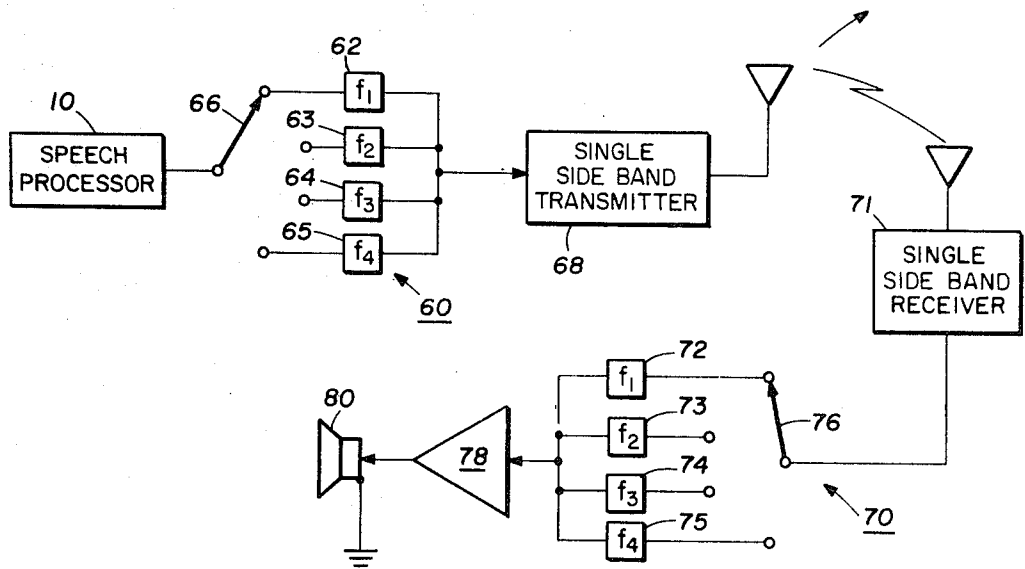 62
f1
10
66
63
SPEECH
PROCESSOR
f2
64
f3
65
f4
60
SINGLE
SIDE BAND
TRANSMITTER
68
71
SINGLE
SIDE BAND
RECEIVER
72
f1
80
73
f2
76
78
74
f3
75
f4
70